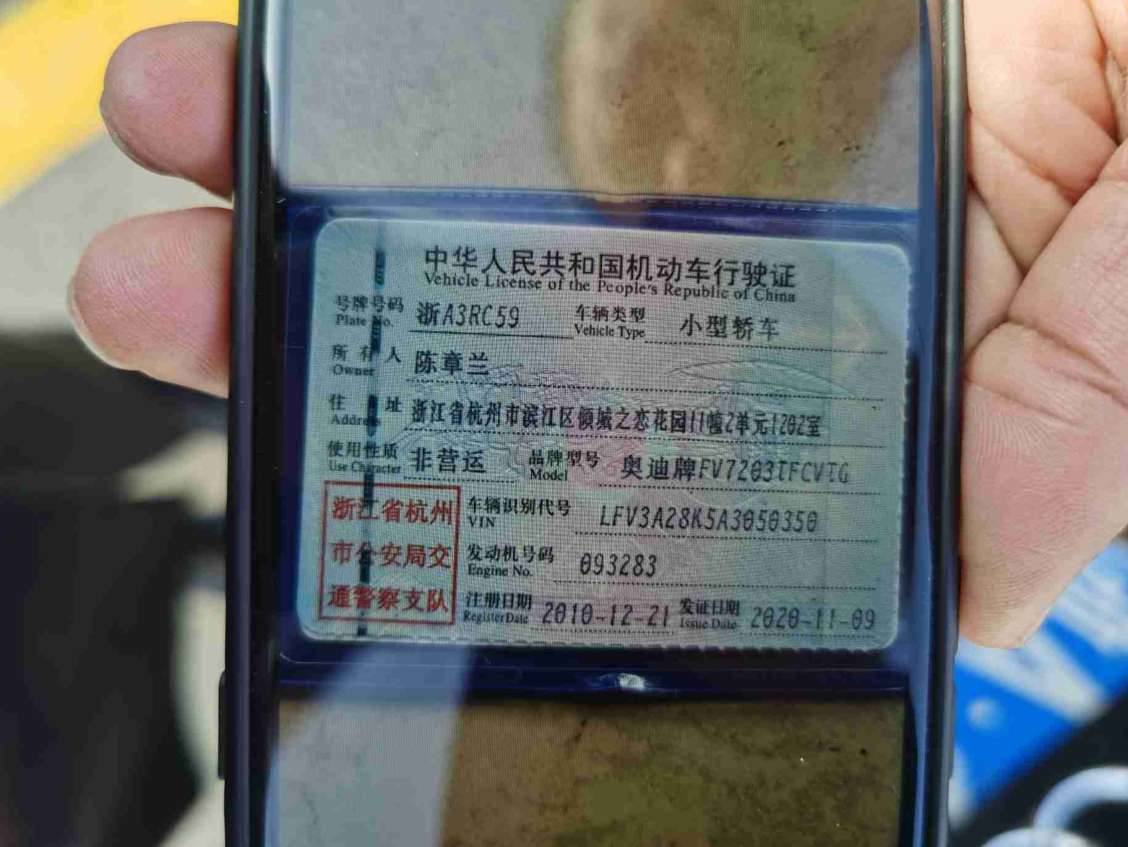 中华人民共和国机动车行驶证
Vehicle License of the People's Republic of China
号牌号码 浙A3RC59 车辆类型 小型轿车
Plate No. Vehicle Type
所有人 陈章兰
Owner
住址 浙江省杭州市滨江区倾城之恋花园11幢2单元1202室
Address
使用性质 非营运 品牌型号 奥迪牌FV7203TFCVTG
Use Character Model
浙江省杭州 车辆识别代号 LFV3A28K5A3050350
VIN
市公安局交 发动机号码 093283
Engine No.
通警察支队 注册日期 2010-12-21 发证日期 2020-11-09
Register Date Issue Date